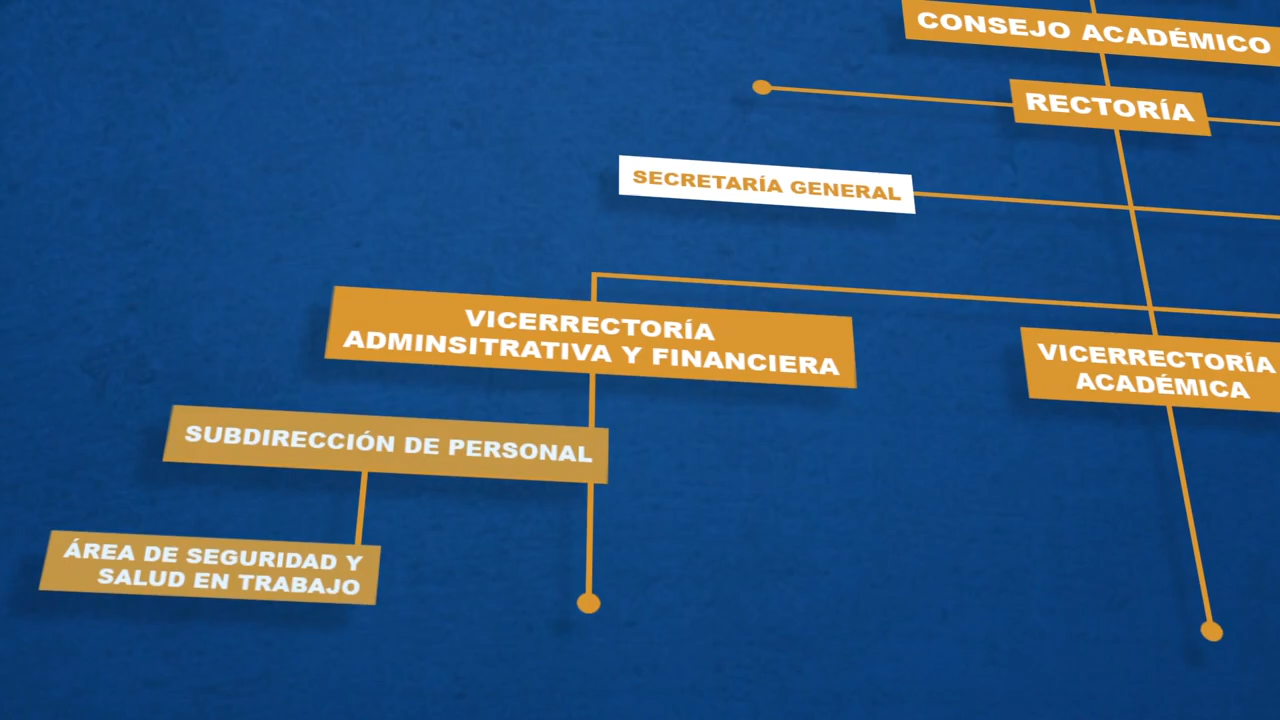 CONSEJO ACADÉMICO
RECTORÍA
SECRETARÍA GENERAL
VICERRECTORÍA
ADMINSITRATIVA Y FINANCIERA
VICERRECTORÍA
ACADÉMICA
SUBDIRECCIÓN DE PERSONAL
ÁREA DE SEGURIDAD Y
SALUD EN TRABAJO